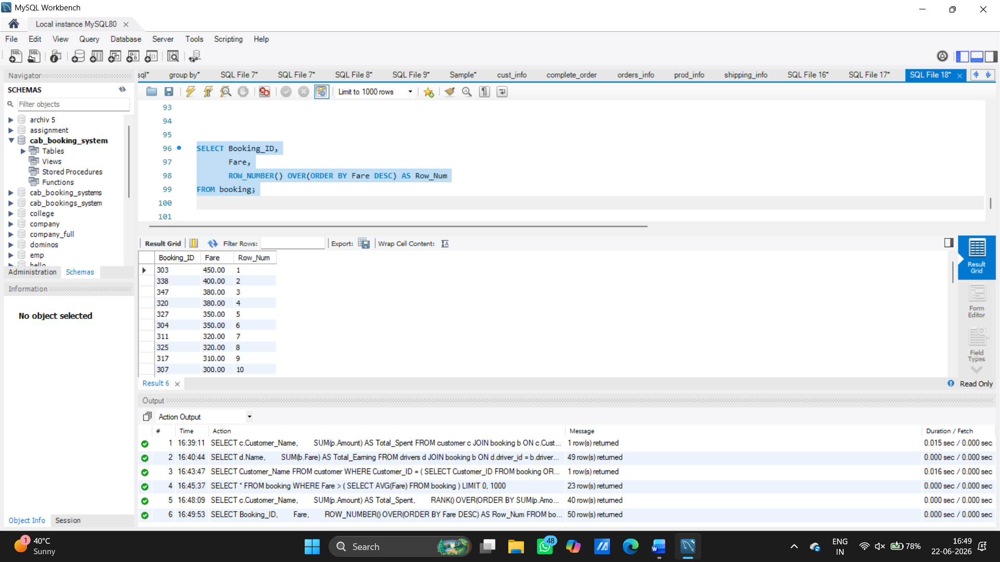 MySQL Workbench
Local instance MySQL80
File Edit View Query Database Server Tools Scripting Help
Navigator
SCHEMAS
Filter objects
archiv 5
assignment
cab_booking_system
Tables
Views
Stored Procedures
Functions
cab_booking_systems
cab_bookings_system
college
company
company_full
dominos
emp
hello
Administration Schemas
Information
No object selected
Object Info Session
sql* group by* SQL File 7* SQL File 7* SQL File 8* SQL File 9* Sample* cust_info complete_order orders_info prod_info shipping_info SQL File 16* SQL File 17* SQL File 18*
Limit to 1000 rows
93
94
95
96 SELECT Booking_ID,
97 Fare,
98 ROW_NUMBER() OVER(ORDER BY Fare DESC) AS Row_Num
99 FROM booking;
100
101
Result Grid Filter Rows: Export: Wrap Cell Content:
Booking_ID Fare Row_Num
303 450.00 1
338 400.00 2
347 380.00 3
320 380.00 4
327 350.00 5
304 350.00 6
311 320.00 7
325 320.00 8
317 310.00 9
307 300.00 10
Result Grid
Form Editor
Field Types
Result 6
Read Only
Output
Action Output
# Time Action Message Duration / Fetch
1 16:39:11 SELECT c.Customer_Name, SUM(p.Amount) AS Total_Spent FROM customer c JOIN booking b ON c.Cust... 1 row(s) returned 0.015 sec / 0.000 sec
2 16:40:44 SELECT d.Name, SUM(b.Fare) AS Total_Earning FROM drivers d JOIN booking b ON d.driver_id = b.driver... 49 row(s) returned 0.000 sec / 0.000 sec
3 16:43:47 SELECT Customer_Name FROM customer WHERE Customer_ID = ( SELECT Customer_ID FROM booking OR... 1 row(s) returned 0.016 sec / 0.000 sec
4 16:45:37 SELECT * FROM booking WHERE Fare > ( SELECT AVG(Fare) FROM booking ) LIMIT 0, 1000 23 row(s) returned 0.000 sec / 0.000 sec
5 16:48:09 SELECT c.Customer_Name, SUM(p.Amount) AS Total_Spent, RANK() OVER(ORDER BY SUM(p.Amo... 40 row(s) returned 0.000 sec / 0.000 sec
6 16:49:53 SELECT Booking_ID, Fare, ROW_NUMBER() OVER(ORDER BY Fare DESC) AS Row_Num FROM bo... 50 row(s) returned 0.000 sec / 0.000 sec
1
40°C
Sunny
Search
48
ENG
IN
78%
16:49
22-06-2026